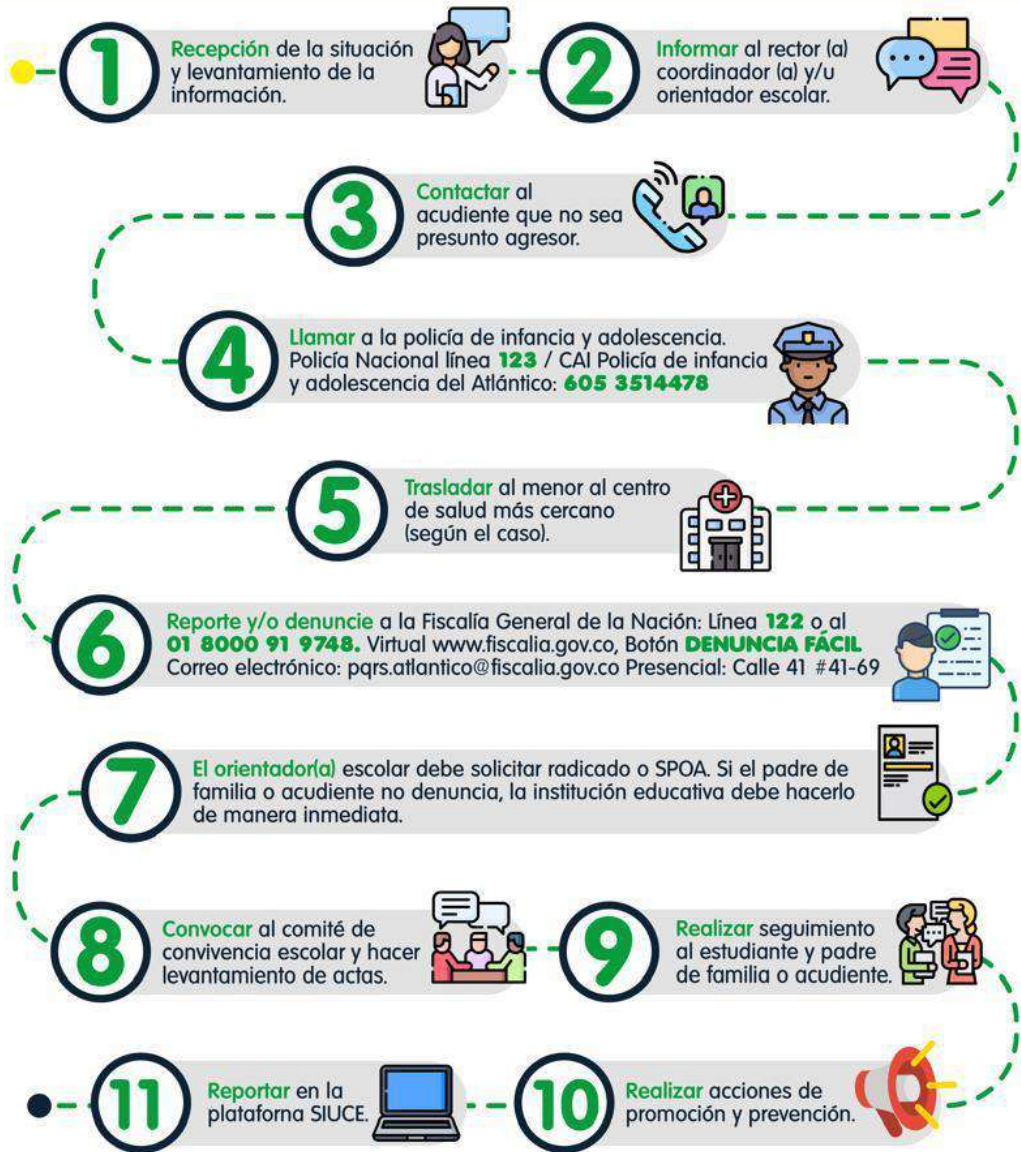 1
Recepción de la situación
y levantamiento de la
información.
2
Informar al rector (a)
coordinador (a) y/u
orientador escolar.
3
Contactar al
acudiente que no sea
presunto agresor.
4
Llamar a la policía de infancia y adolescencia.
Policía Nacional línea 123 / CAI Policía de infancia
y adolescencia del Atlántico: 605 3514478
5
Trasladar al menor al centro
de salud más cercano
(según el caso).
6
Reporte y/o denuncie a la Fiscalía General de la Nación: Línea 122 o al
01 8000 91 9748. Virtual www.fiscalia.gov.co, Botón DENUNCIA FÁCIL
Correo electrónico: pqrs.atlantico@fiscalia.gov.co Presencial: Calle 41 #41-69
7
El orientador(a) escolar debe solicitar radicado o SPOA. Si el padre de
familia o acudiente no denuncia, la institución educativa debe hacerlo
de manera inmediata.
8
Convocar al comité de
convivencia escolar y hacer
levantamiento de actas.
9
Realizar seguimiento
al estudiante y padre
de familia o acudiente.
10
Realizar acciones de
promoción y prevención.
11
Reportar en la
plataforna SIUCE.